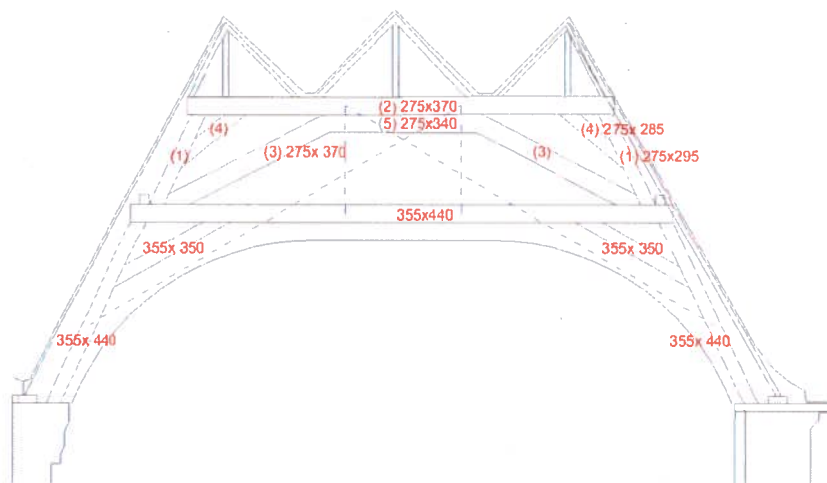 (2) 275x370
(5) 275x340
(4)
(4) 275x 285
(1)
(3) 275x 370
(3)
(1) 275x295
355x440
355x 350
355x 350
355x 440
355x 440